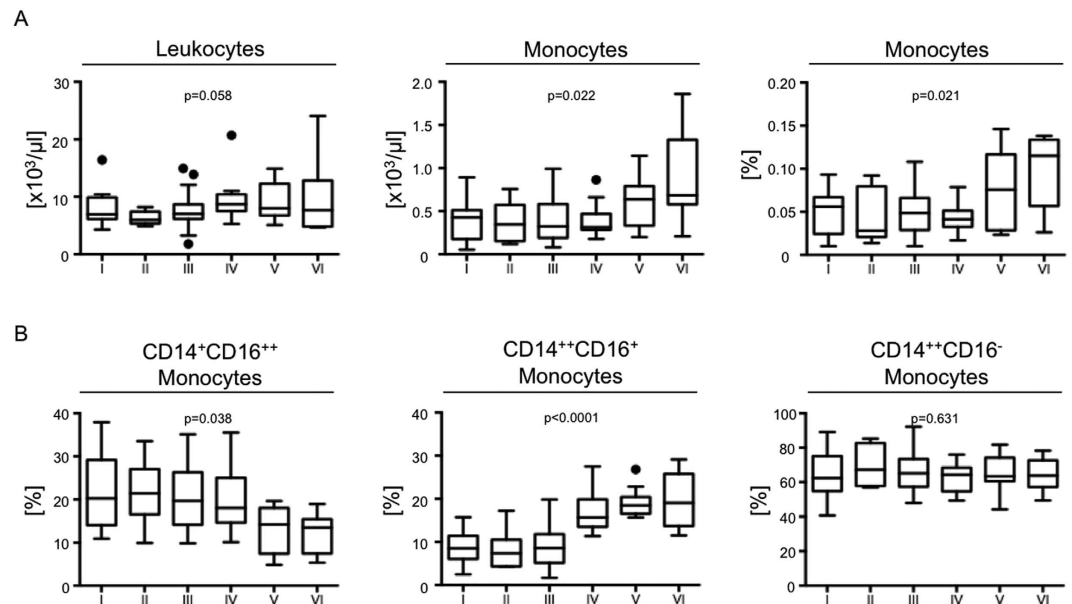 A
Leukocytes
Monocytes
Monocytes
30
20
10
0
[x10³/µl]
p=0.058
I II III IV V VI
2.0
1.5
1.0
0.5
0
[x10³/µl]
p=0.022
I II III IV V VI
0.20
0.15
0.10
0.05
0
[%]
p=0.021
I II III IV V VI
B
CD14⁺CD16⁺⁺
Monocytes
CD14⁺⁺CD16⁺
Monocytes
CD14⁺⁺CD16⁻
Monocytes
40
30
20
10
0
[%]
p=0.038
I II III IV V VI
40
30
20
10
0
[%]
p<0.0001
I II III IV V VI
100
80
60
40
20
0
[%]
p=0.631
I II III IV V VI